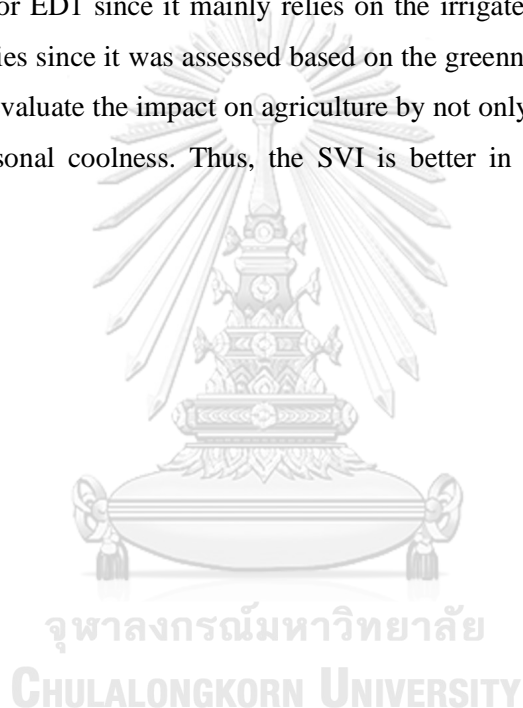 or ED1 since it mainly relies on the irrigate
ies since it was assessed based on the greenn
valuate the impact on agriculture by not only
sonal coolness. Thus, the SVI is better in
จุฬาลงกรณ์มหาวิทยาลัย
CHULALONGKORN UNIVERSITY